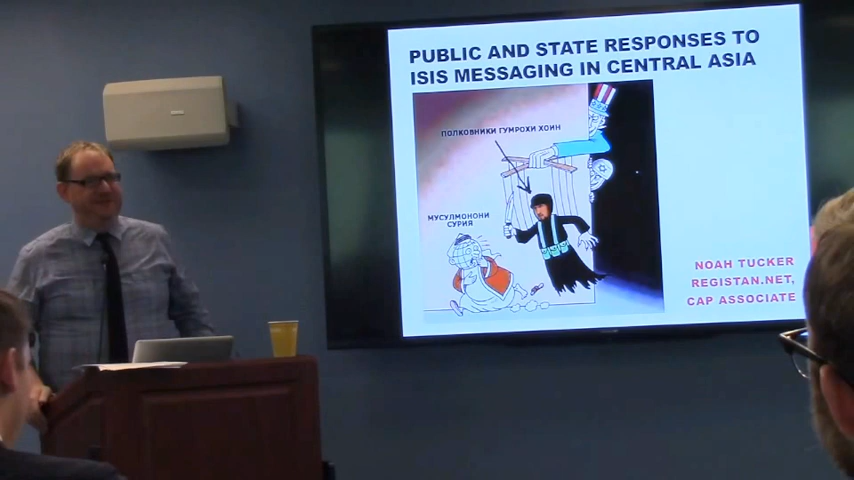 PUBLIC AND STATE RESPONSES TO
ISIS MESSAGING IN CENTRAL ASIA
ПОЛКОВНИКИ ГУМРОХИ ХОИН
МУСУЛМОНОНИ
СУРИЯ
NOAH TUCKER
REGISTAN.NET,
CAP ASSOCIATE